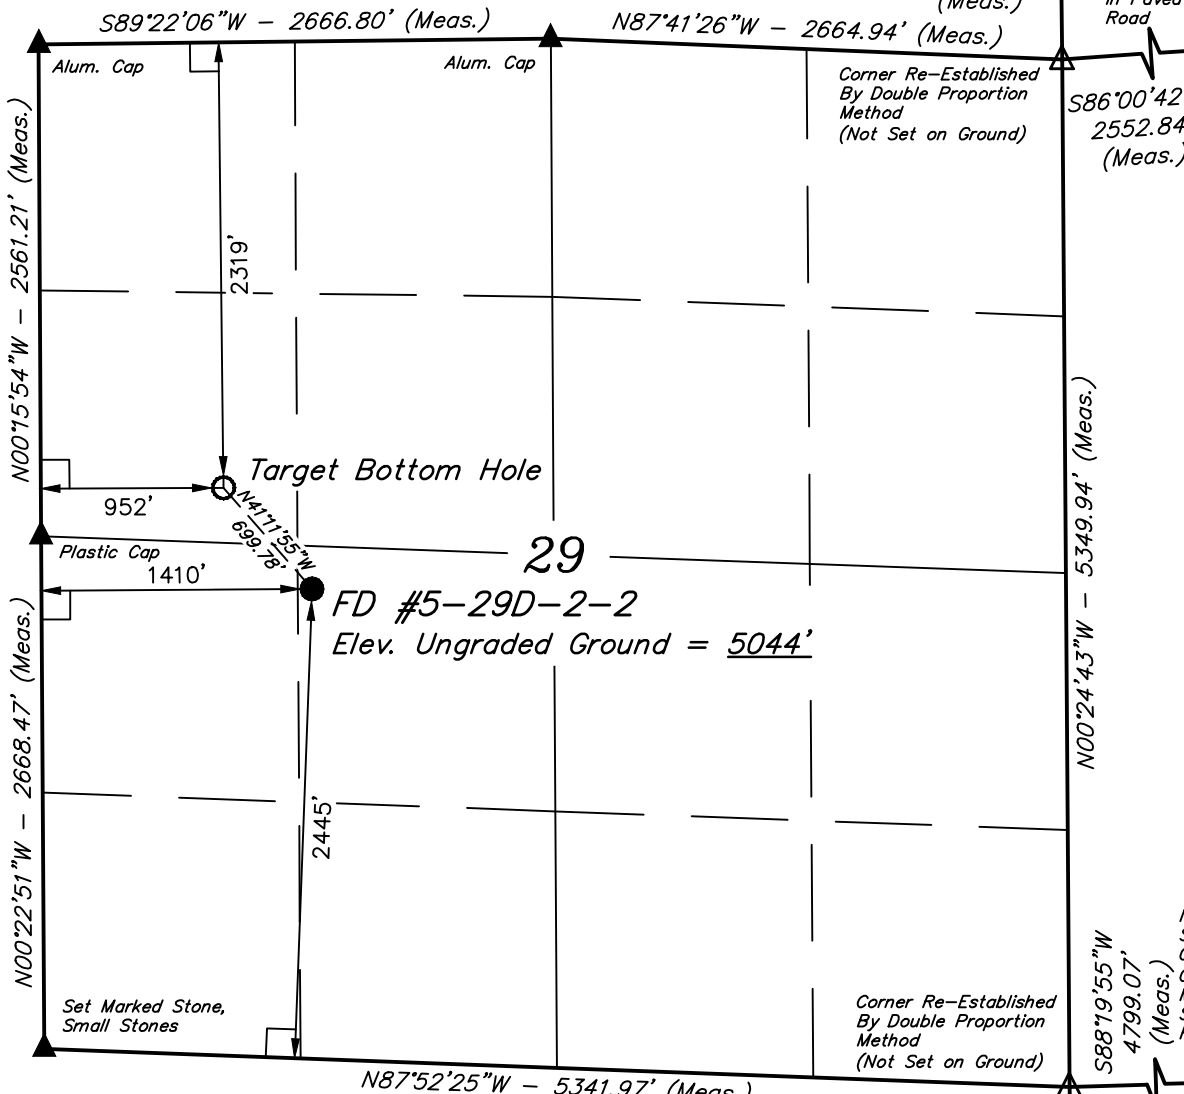 (Meas.)
In Paved
Road
S89°22'06"W - 2666.80' (Meas.)
N87°41'26"W - 2664.94' (Meas.)
Alum. Cap
Alum. Cap
Corner Re-Established
By Double Proportion
Method
(Not Set on Ground)
S86°00'42
2552.84
(Meas.)
N00°15'54"W - 2561.21' (Meas.)
2319'
Target Bottom Hole
952'
N41°11'55"W
699.78'
Plastic Cap
1410'
29
FD #5-29D-2-2
Elev. Ungraded Ground = 5044'
N00°24'43"W - 5349.94' (Meas.)
N00°22'51"W - 2668.47' (Meas.)
2445'
Set Marked Stone,
Small Stones
Corner Re-Established
By Double Proportion
Method
(Not Set on Ground)
S88°19'55"W
4799.07'
(Meas.)
N87°52'25"W - 5341.97' (Meas.)